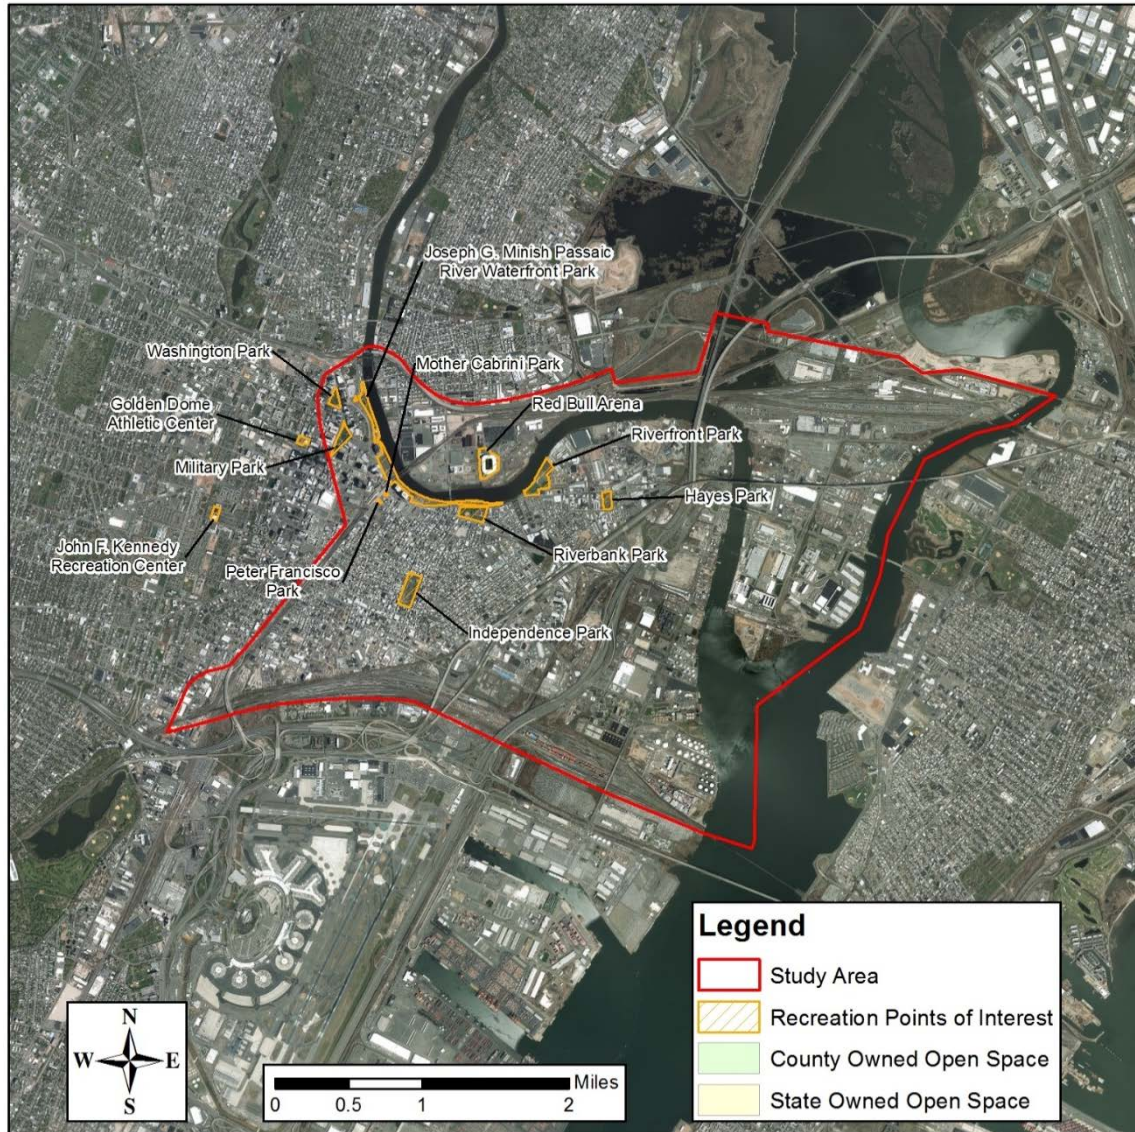 Joseph G. Minish Passaic
River Waterfront Park
Washington Park
Mother Cabrini Park
Golden Dome
Athletic Center
Red Bull Arena
Riverfront Park
Military Park
Hayes Park
John F. Kennedy
Recreation Center
Riverbank Park
Peter Francisco
Park
Independence Park
Legend
Study Area
Recreation Points of Interest
County Owned Open Space
State Owned Open Space
N
W E
S
Miles
0 0.5 1 2